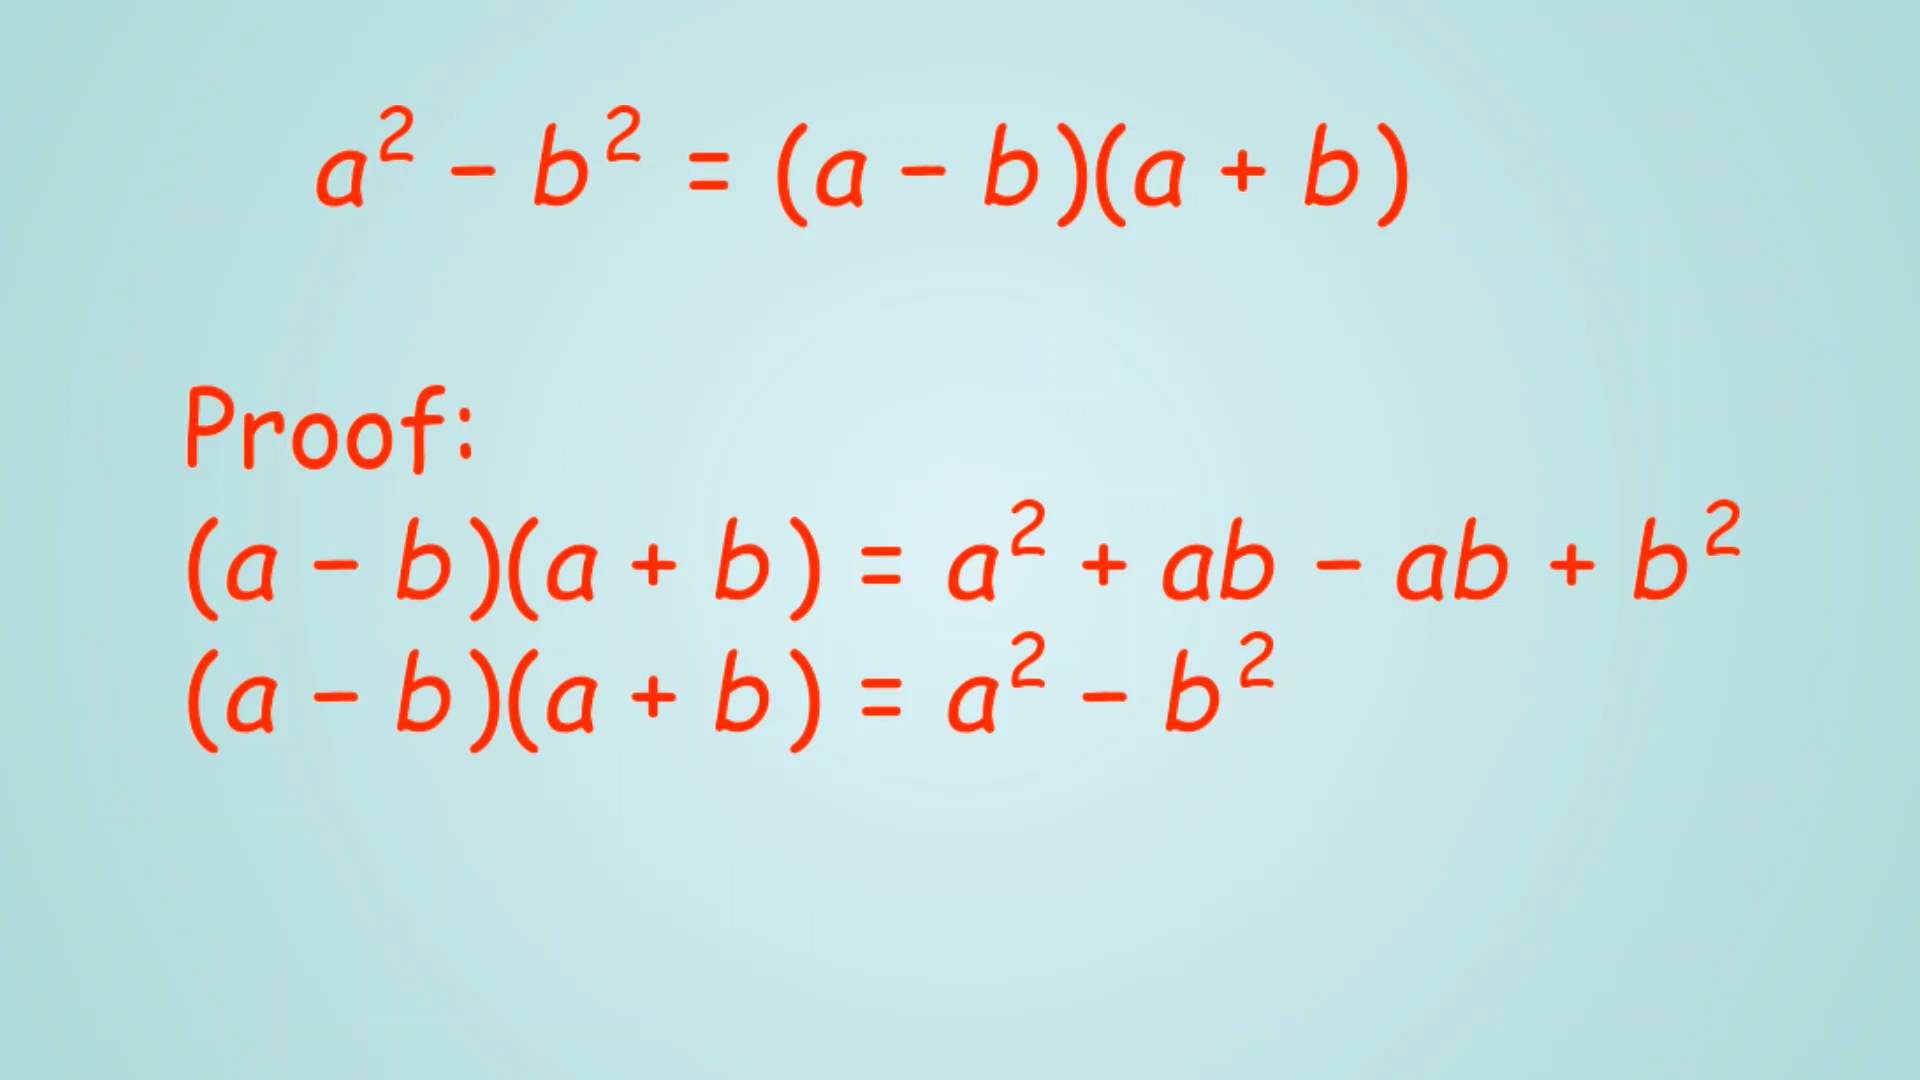 a² − b² = (a − b)(a + b)
Proof:
(a − b)(a + b) = a² + ab − ab + b²
(a − b)(a + b) = a² − b²